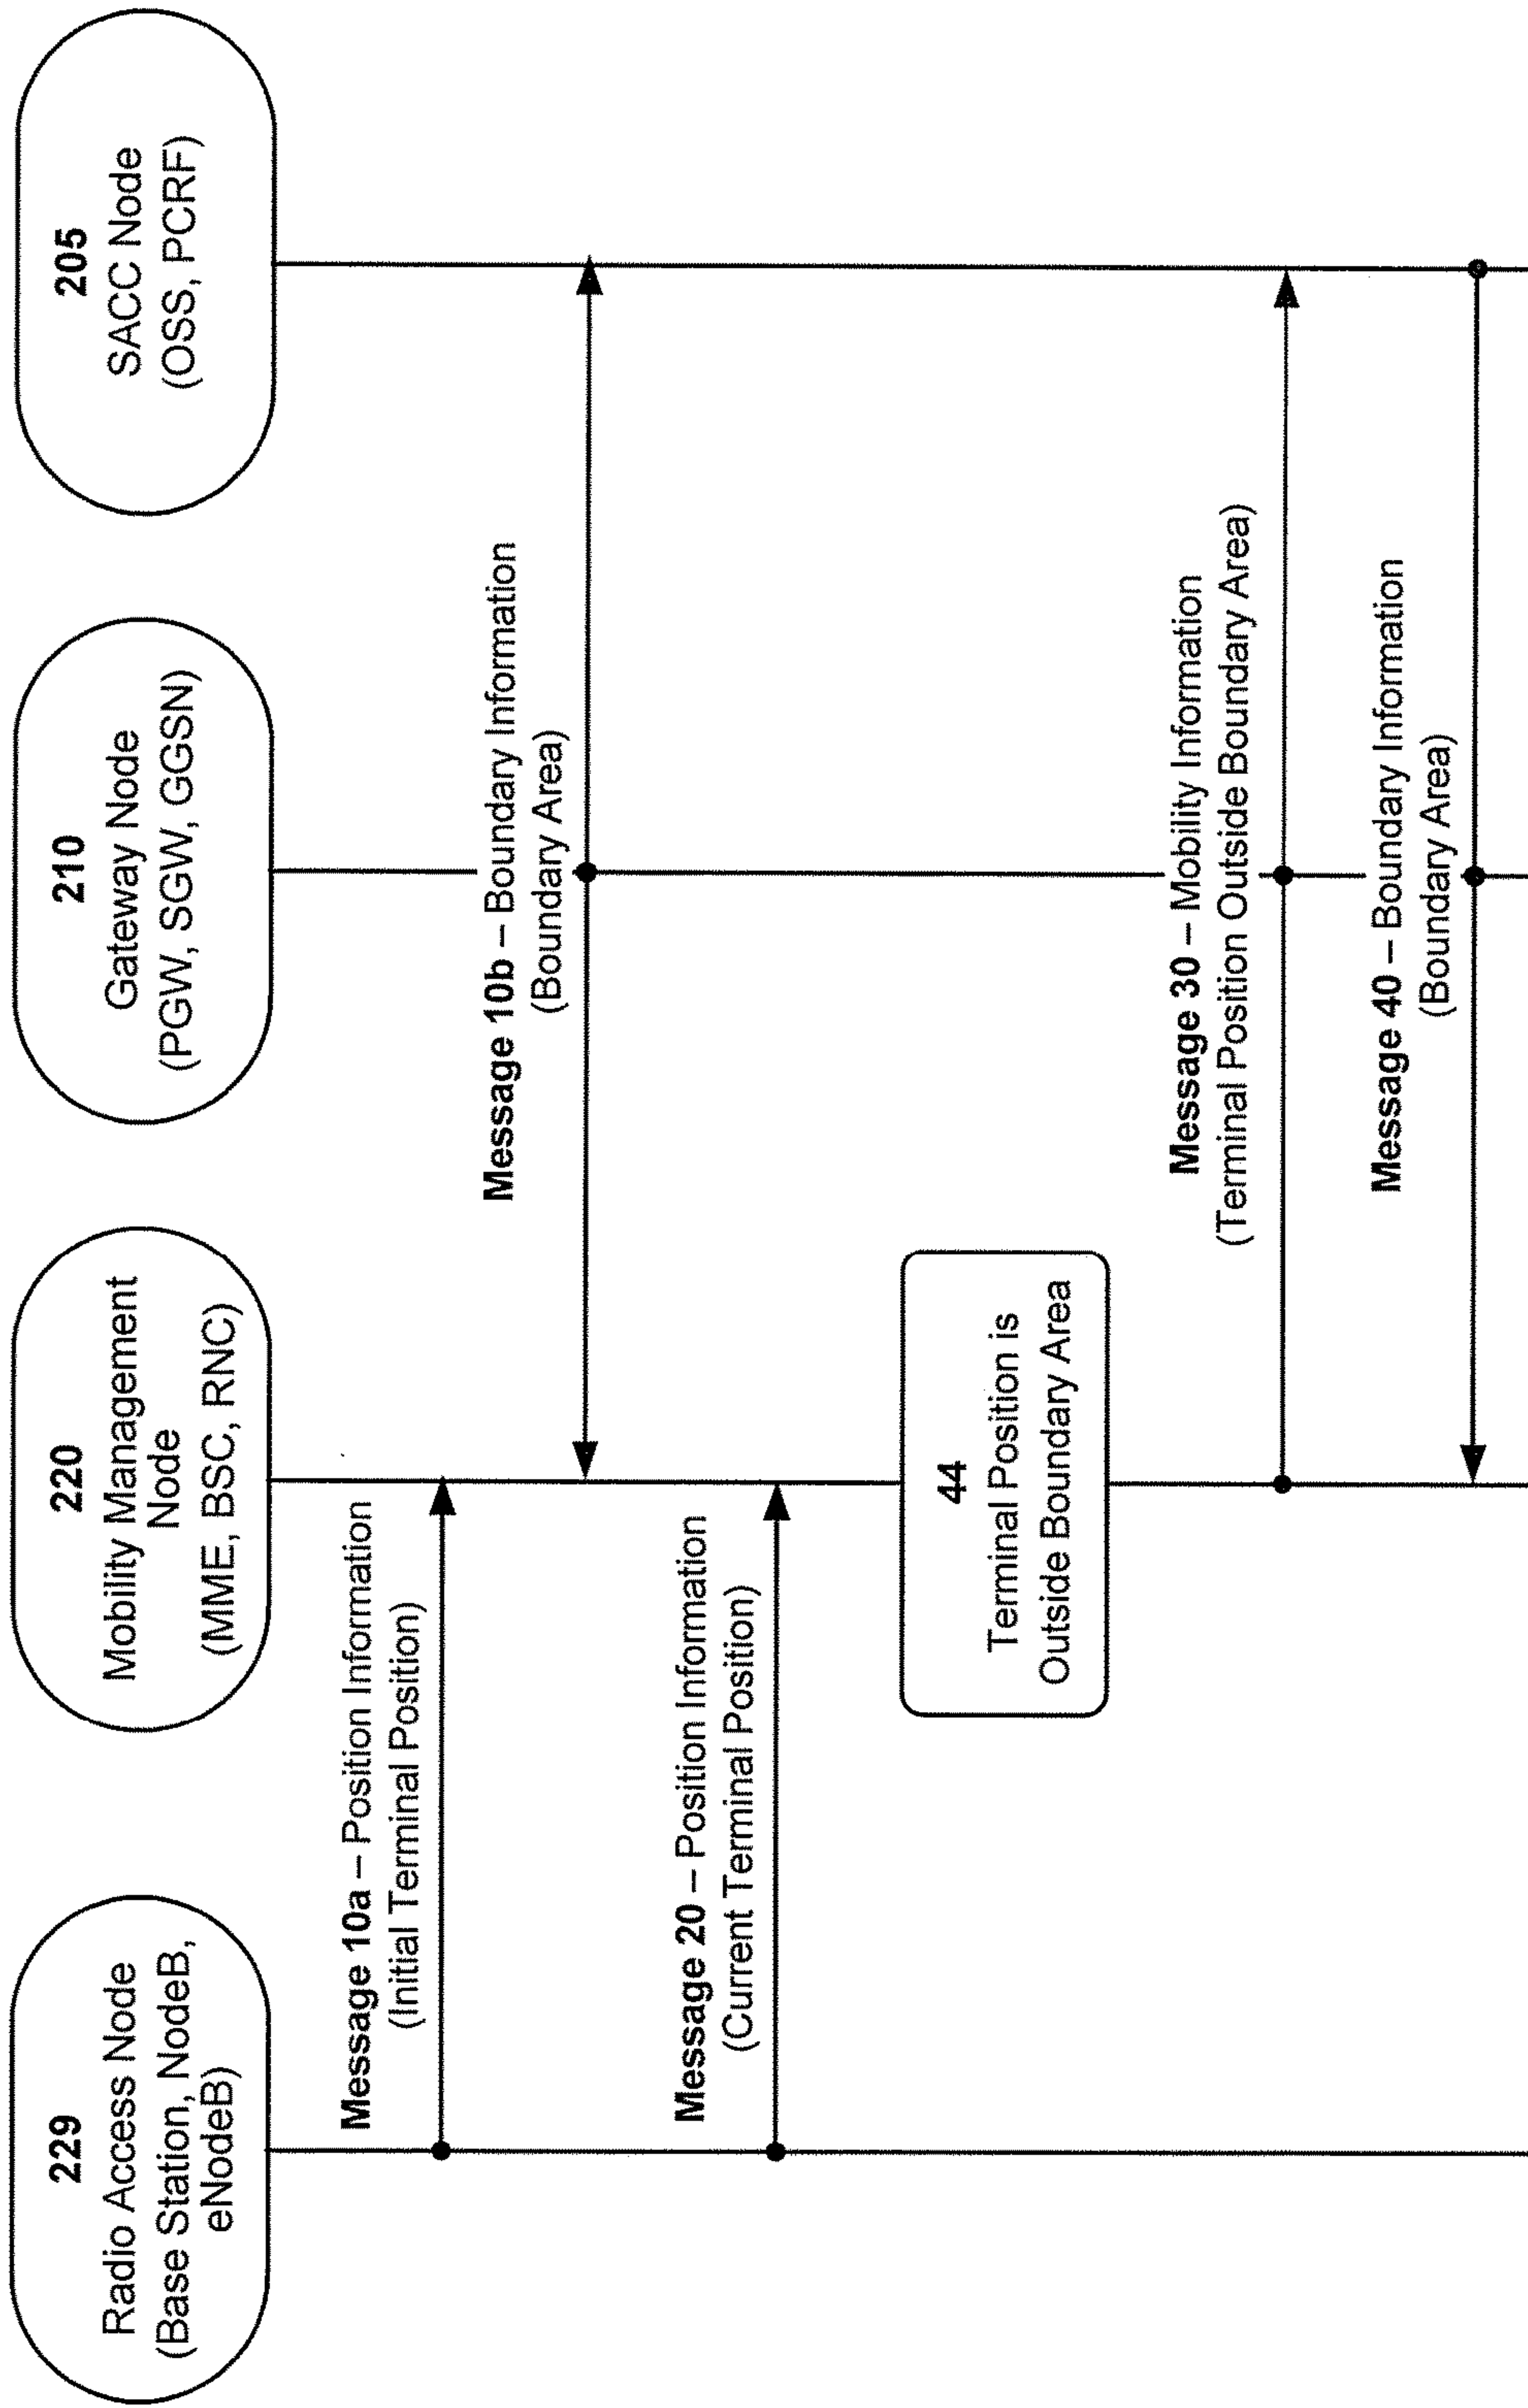 229
Radio Access Node
(Base Station, NodeB,
eNodeB)
220
Mobility Management
Node
(MME, BSC, RNC)
210
Gateway Node
(PGW, SGW, GGSN)
205
SACC Node
(OSS, PCRF)
Message 10a – Position Information
(Initial Terminal Position)
Message 10b – Boundary Information
(Boundary Area)
Message 20 – Position Information
(Current Terminal Position)
44
Terminal Position is
Outside Boundary Area
Message 30 – Mobility Information
(Terminal Position Outside Boundary Area)
Message 40 – Boundary Information
(Boundary Area)